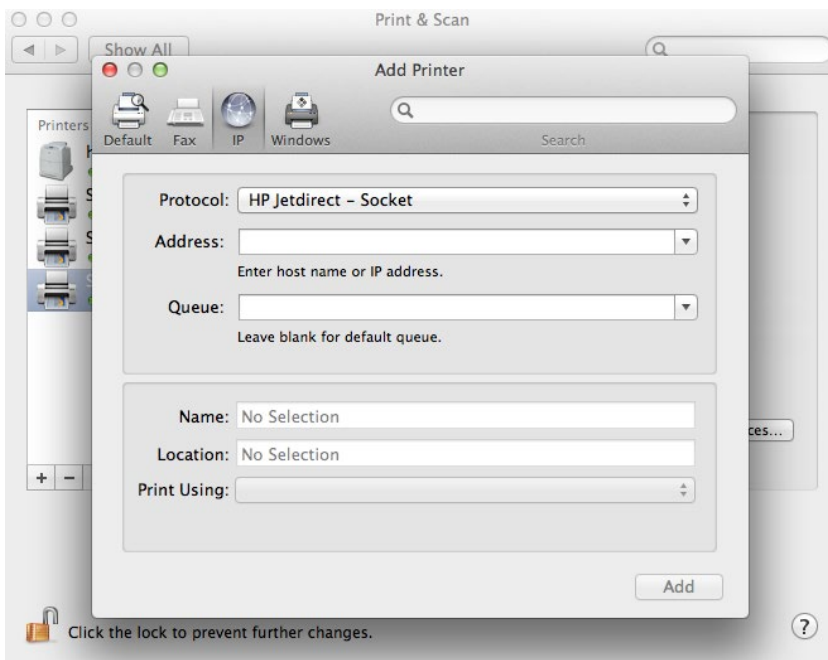 Print & Scan
Show All
Add Printer
Default Fax IP Windows
Search
Printers
Protocol: HP Jetdirect – Socket
Address:
Enter host name or IP address.
Queue:
Leave blank for default queue.
Name: No Selection
Location: No Selection
Print Using:
ces...
+ −
Add
Click the lock to prevent further changes.
?